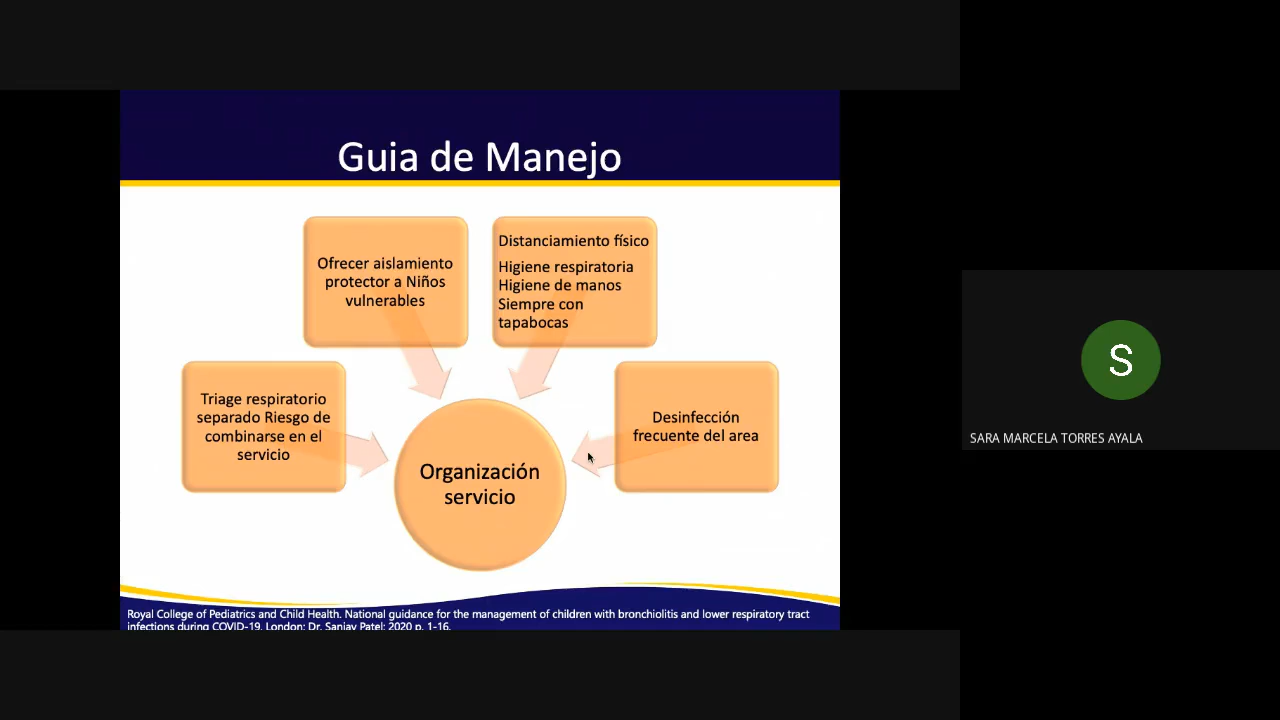 Guia de Manejo
Ofrecer aislamiento
protector a Niños
vulnerables
Distanciamiento físico
Higiene respiratoria
Higiene de manos
Siempre con
tapabocas
Triage respiratorio
separado Riesgo de
combinarse en el
servicio
Desinfección
frecuente del area
Organización
servicio
Royal College of Pediatrics and Child Health. National guidance for the management of children with bronchiolitis and lower respiratory tract
infections during COVID-19. London: Dr. Sanjay Patel; 2020 p. 1-16.
S
SARA MARCELA TORRES AYALA